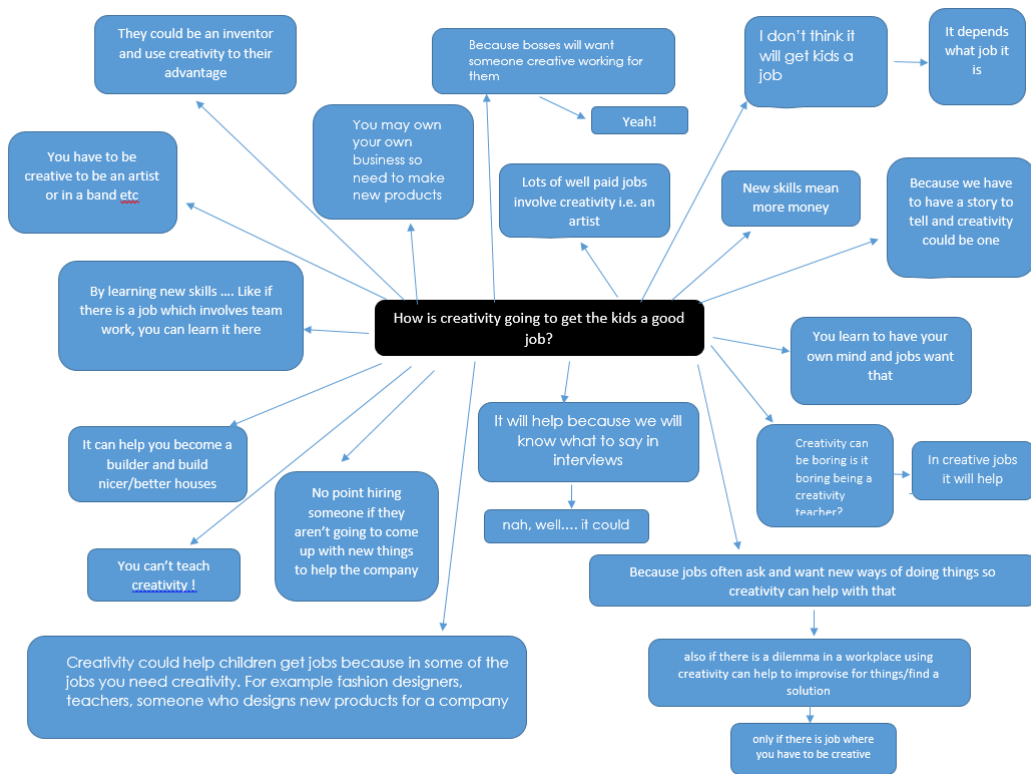 They could be an inventor
and use creativity to their
advantage
Because bosses will want
someone creative working for
them
Yeah!
I don't think it
will get kids a
job
It depends
what job it
is
You have to be
creative to be an artist
or in a band etc
You may own
your own
business so
need to make
new products
Lots of well paid jobs
involve creativity i.e. an
artist
New skills mean
more money
Because we have
to have a story to
tell and creativity
could be one
By learning new skills .... Like if
there is a job which involves team
work, you can learn it here
How is creativity going to get the kids a good
job?
You learn to have your
own mind and jobs want
that
It can help you become a
builder and build
nicer/better houses
No point hiring
someone if they
aren't going to come
up with new things
to help the company
It will help because we will
know what to say in
interviews
nah, well.... it could
Creativity can
be boring is it
boring being a
creativity
teacher?
In creative jobs
it will help
You can't teach
creativity !
Because jobs often ask and want new ways of doing things so
creativity can help with that
Creativity could help children get jobs because in some of the
jobs you need creativity. For example fashion designers,
teachers, someone who designs new products for a company
also if there is a dilemma in a workplace using
creativity can help to improvise for things/find a
solution
only if there is job where
you have to be creative